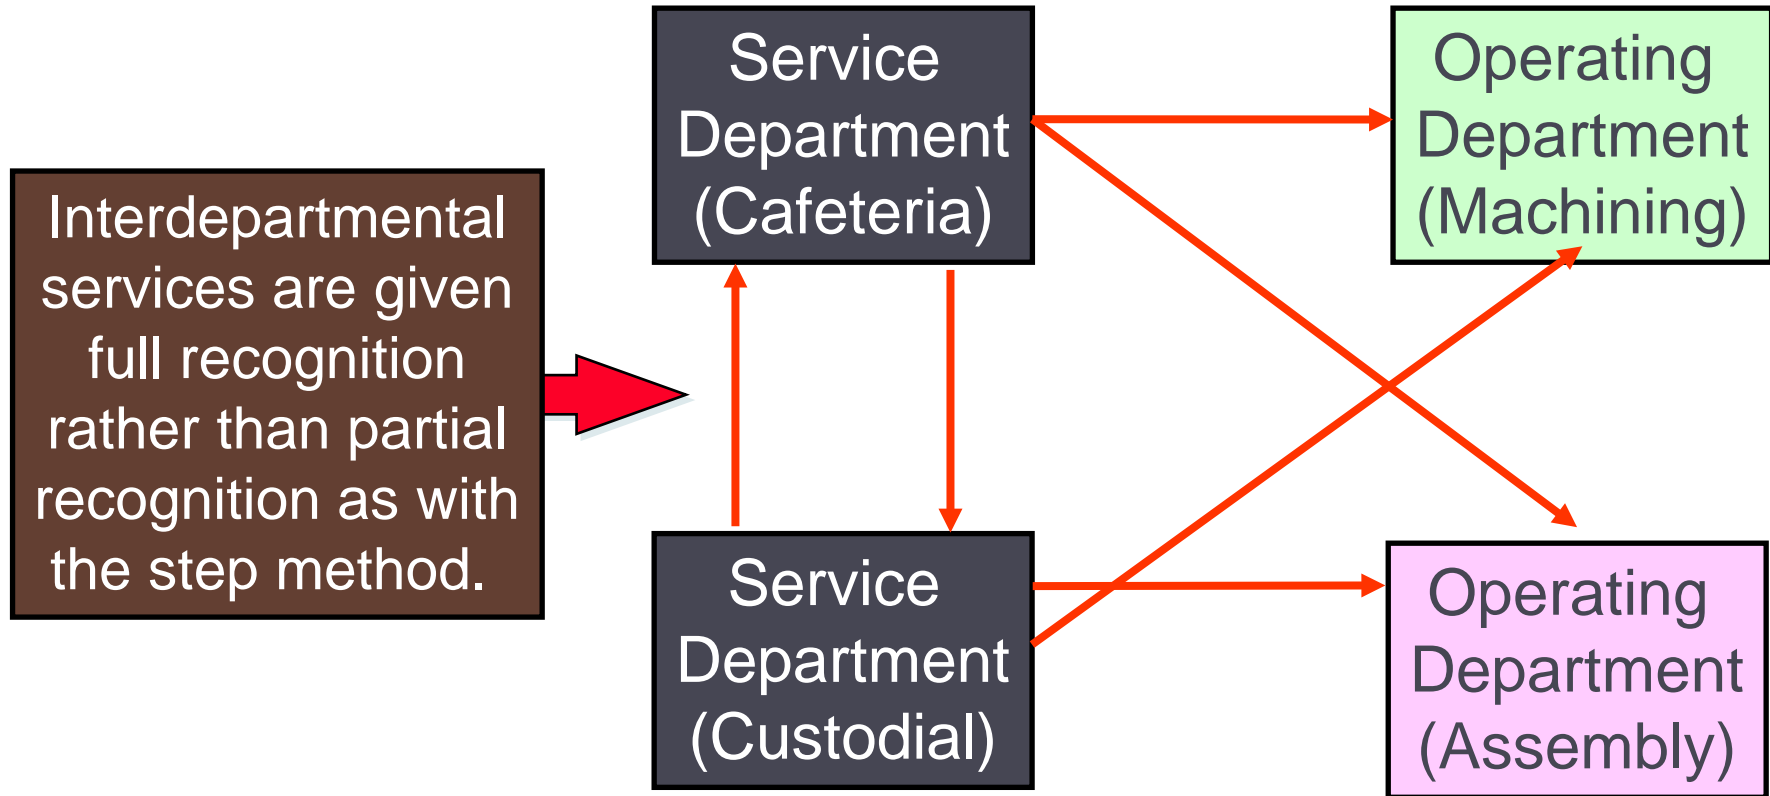 Interdepartmental
services are given
full recognition
rather than partial
recognition as with
the step method.
Service
Department
(Cafeteria)
Operating
Department
(Machining)
Service
Department
(Custodial)
Operating
Department
(Assembly)